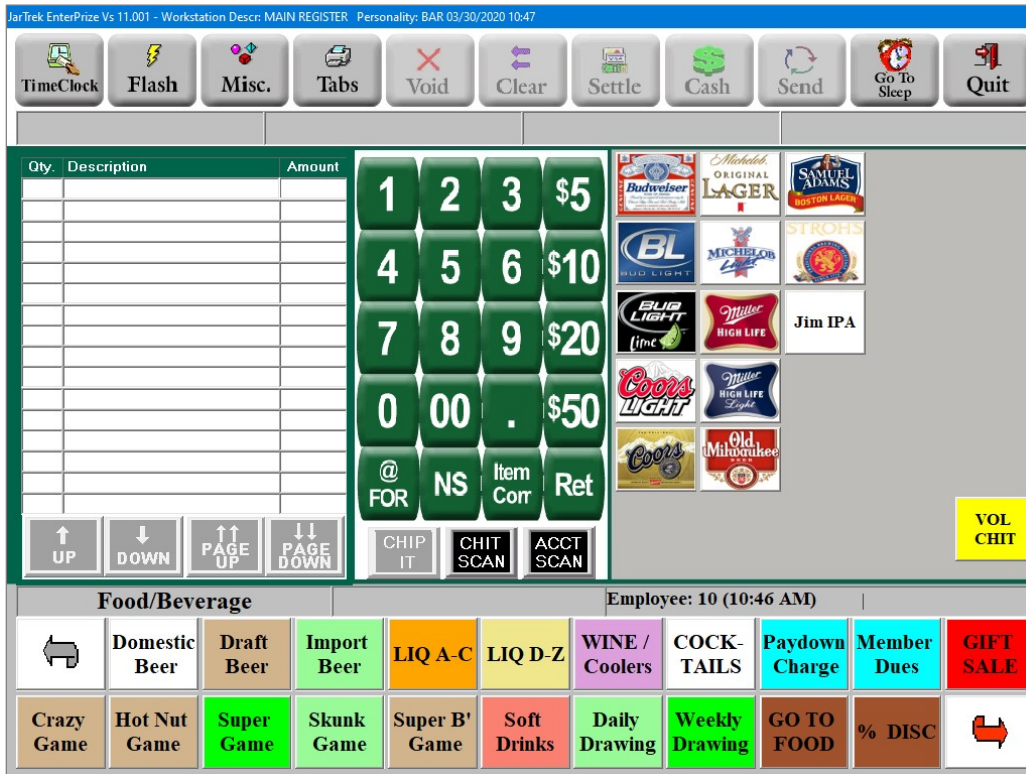 JarTrek EnterPrize Vs 11.001 - Workstation Descr: MAIN REGISTER Personality: BAR 03/30/2020 10:47
TimeClock Flash Misc. Tabs Void Clear Settle Cash Send Go To Sleep Quit
Qty. Description Amount
1 2 3 $5
4 5 6 $10
7 8 9 $20
0 00 . $50
@ FOR NS Item Corr Ret
UP DOWN PAGE UP PAGE DOWN
CHIP IT CHIT SCAN ACCT SCAN
Budweiser Michelob. ORIGINAL LAGER SAMUEL ADAMS BOSTON LAGER
BL BUD LIGHT MICHELOB Light STROHS
BUD LIGHT Lime Miller HIGH LIFE Jim IPA
Coors LIGHT Miller HIGH LIFE Light
Coors Old Milwaukee BEER
VOL CHIT
Food/Beverage Employee: 10 (10:46 AM)
Domestic Beer Draft Beer Import Beer LIQ A-C LIQ D-Z WINE / Coolers COCK-TAILS Paydown Charge Member Dues GIFT SALE
Crazy Game Hot Nut Game Super Game Skunk Game Super B' Game Soft Drinks Daily Drawing Weekly Drawing GO TO FOOD % DISC